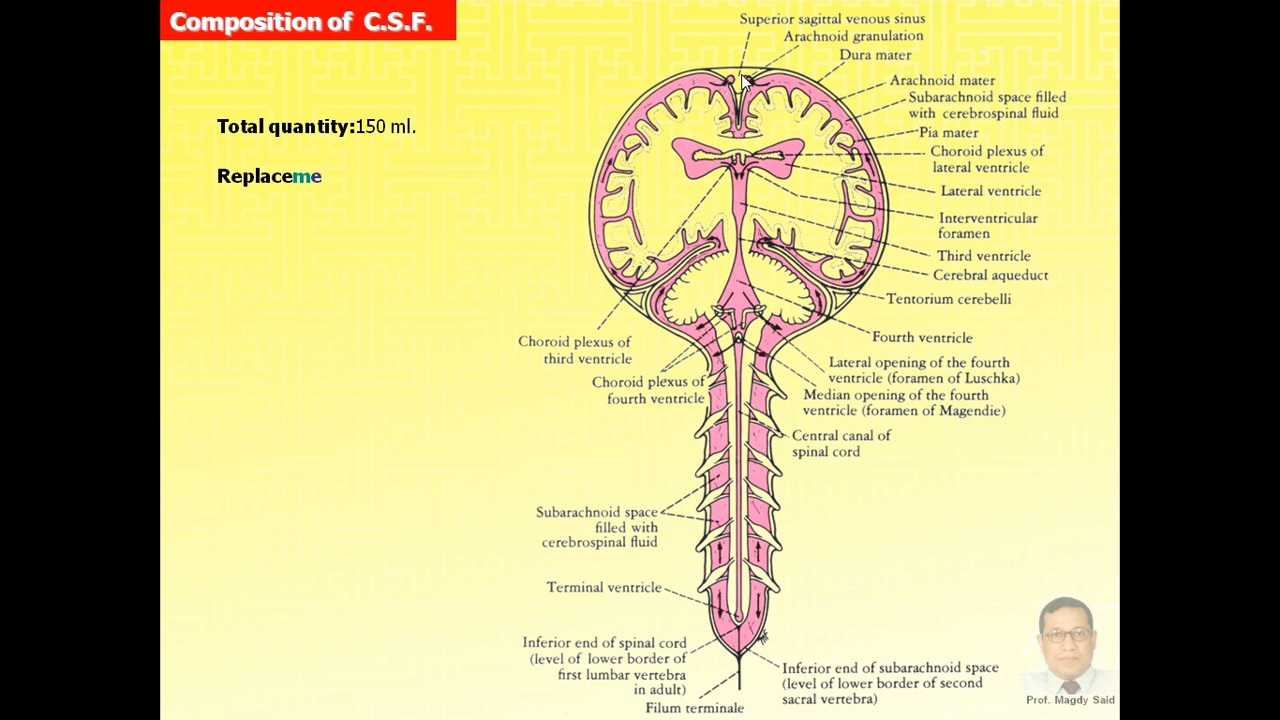 Composition of C.S.F.
Total quantity:150 ml.
Replaceme
Superior sagittal venous sinus
Arachnoid granulation
Dura mater
Arachnoid mater
Subarachnoid space filled
with cerebrospinal fluid
Pia mater
Choroid plexus of
lateral ventricle
Lateral ventricle
Interventricular
foramen
Third ventricle
Cerebral aqueduct
Tentorium cerebelli
Fourth ventricle
Choroid plexus of
third ventricle
Lateral opening of the fourth
ventricle (foramen of Luschka)
Choroid plexus of
fourth ventricle
Median opening of the fourth
ventricle (foramen of Magendie)
Central canal of
spinal cord
Subarachnoid space
filled with
cerebrospinal fluid
Terminal ventricle
Inferior end of spinal cord
(level of lower border of
first lumbar vertebra
in adult)
Inferior end of subarachnoid space
(level of lower border of second
sacral vertebra)
Filum terminale
Prof. Magdy Said